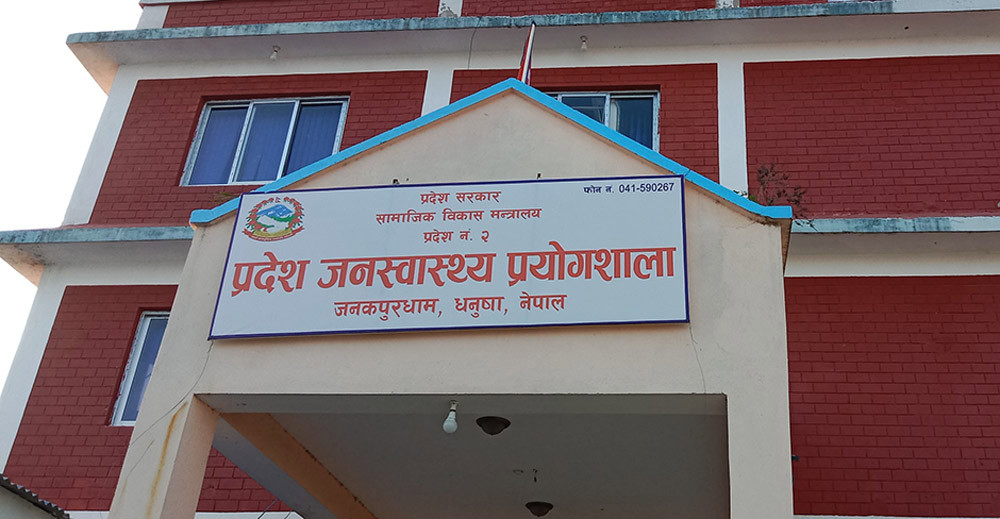 फोन नं. 041-590267
प्रदेश सरकार
सामाजिक विकास मन्त्रालय
प्रदेश नं. २
प्रदेश जनस्वास्थ्य प्रयोगशाला
जनकपुरधाम, धनुषा, नेपाल